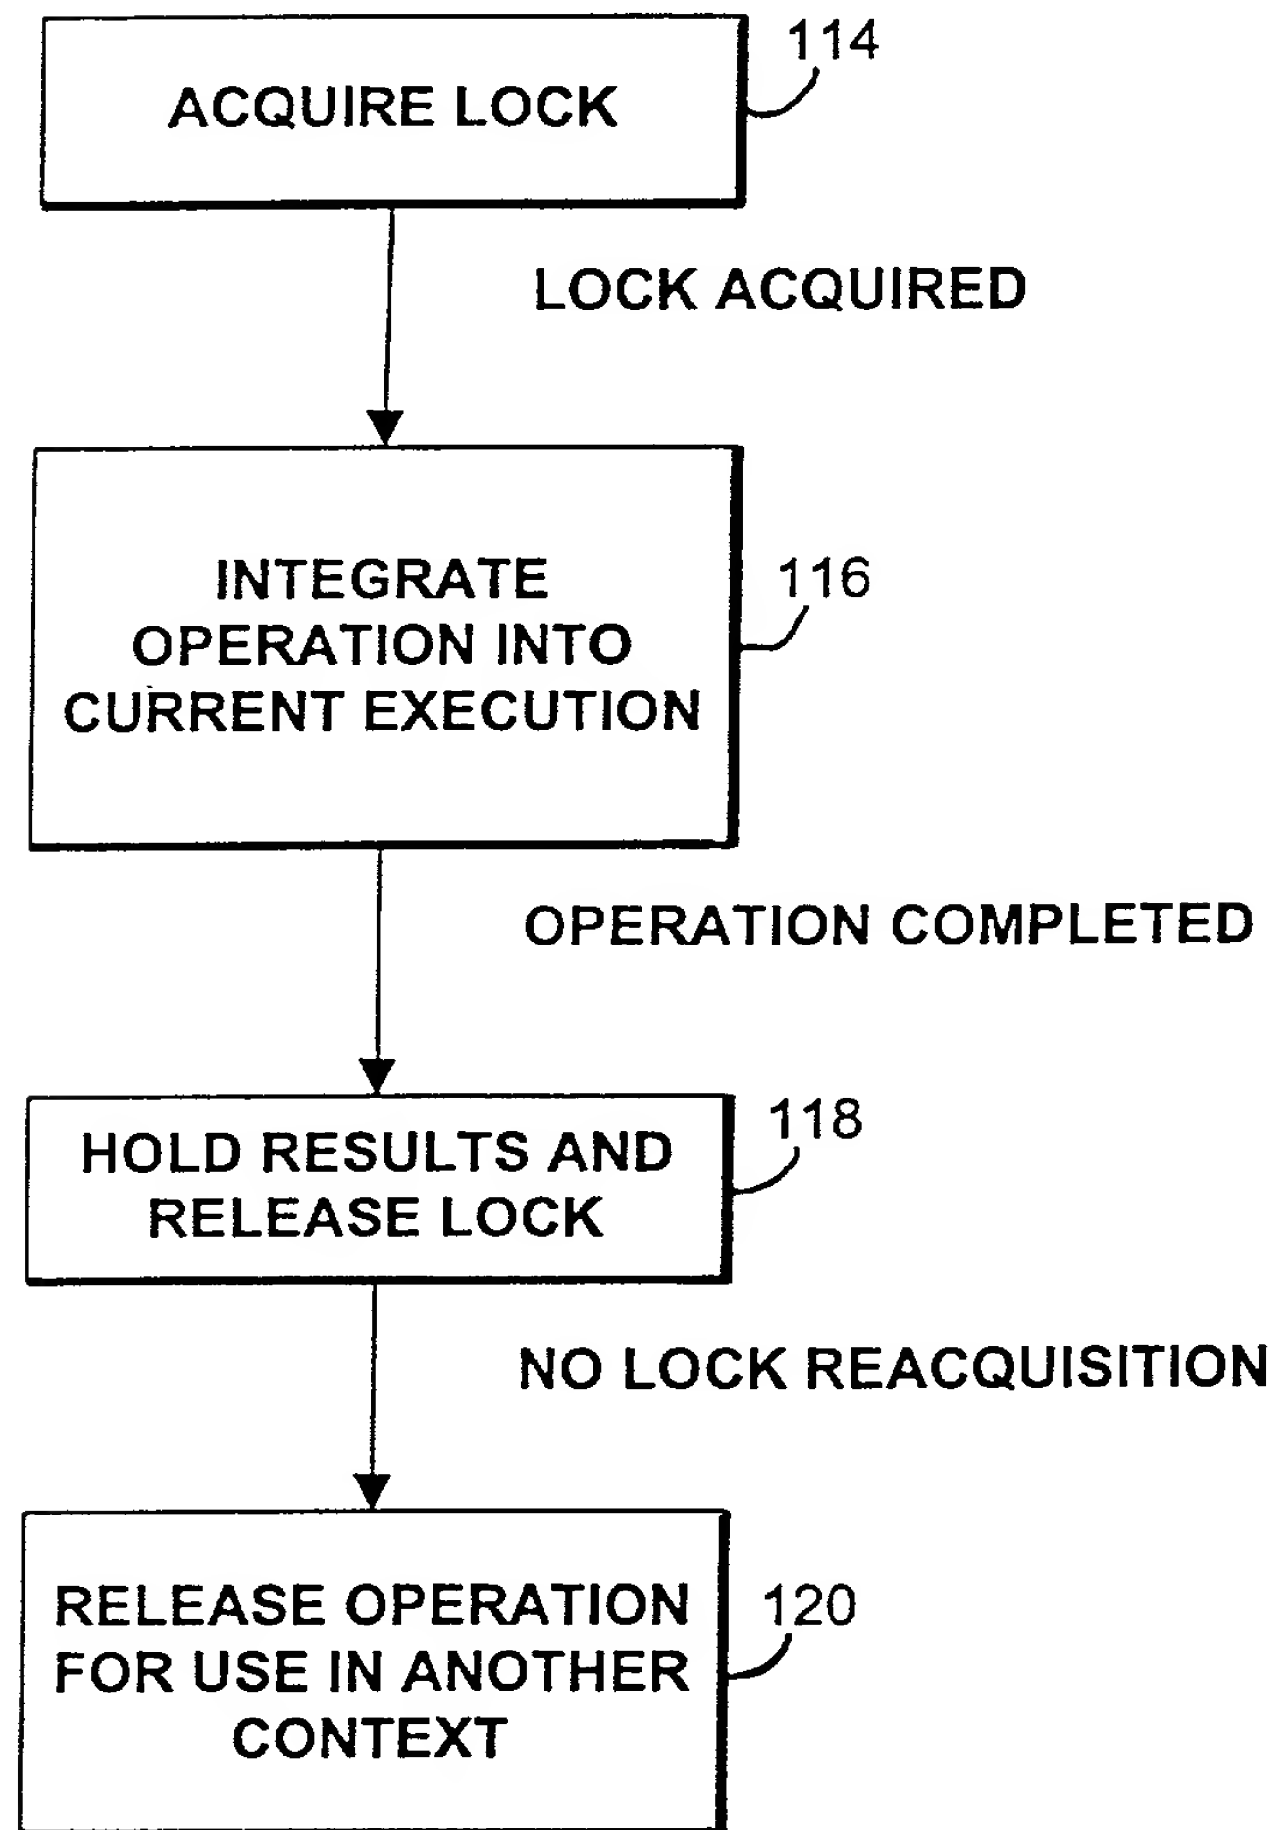 114
ACQUIRE LOCK
LOCK ACQUIRED
INTEGRATE
OPERATION INTO
CURRENT EXECUTION
116
OPERATION COMPLETED
HOLD RESULTS AND
RELEASE LOCK
118
NO LOCK REACQUISITION
RELEASE OPERATION
FOR USE IN ANOTHER
CONTEXT
120